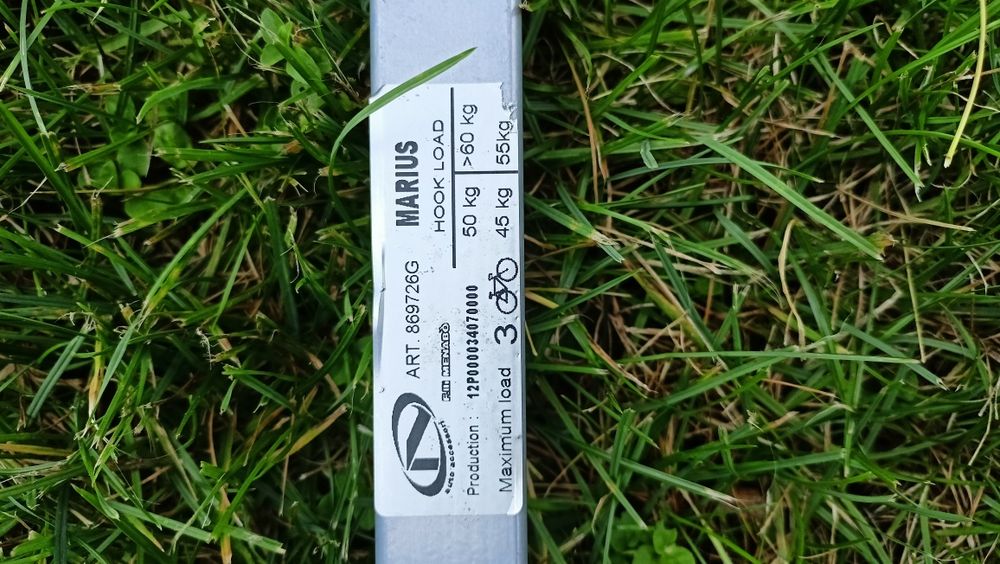 ART. 869726G MARIUS
F.lli MENABO HOOK LOAD
auto accessori
Production : 12P000034070000 50 kg >60 kg
Maximum load 3 45 kg 55kg